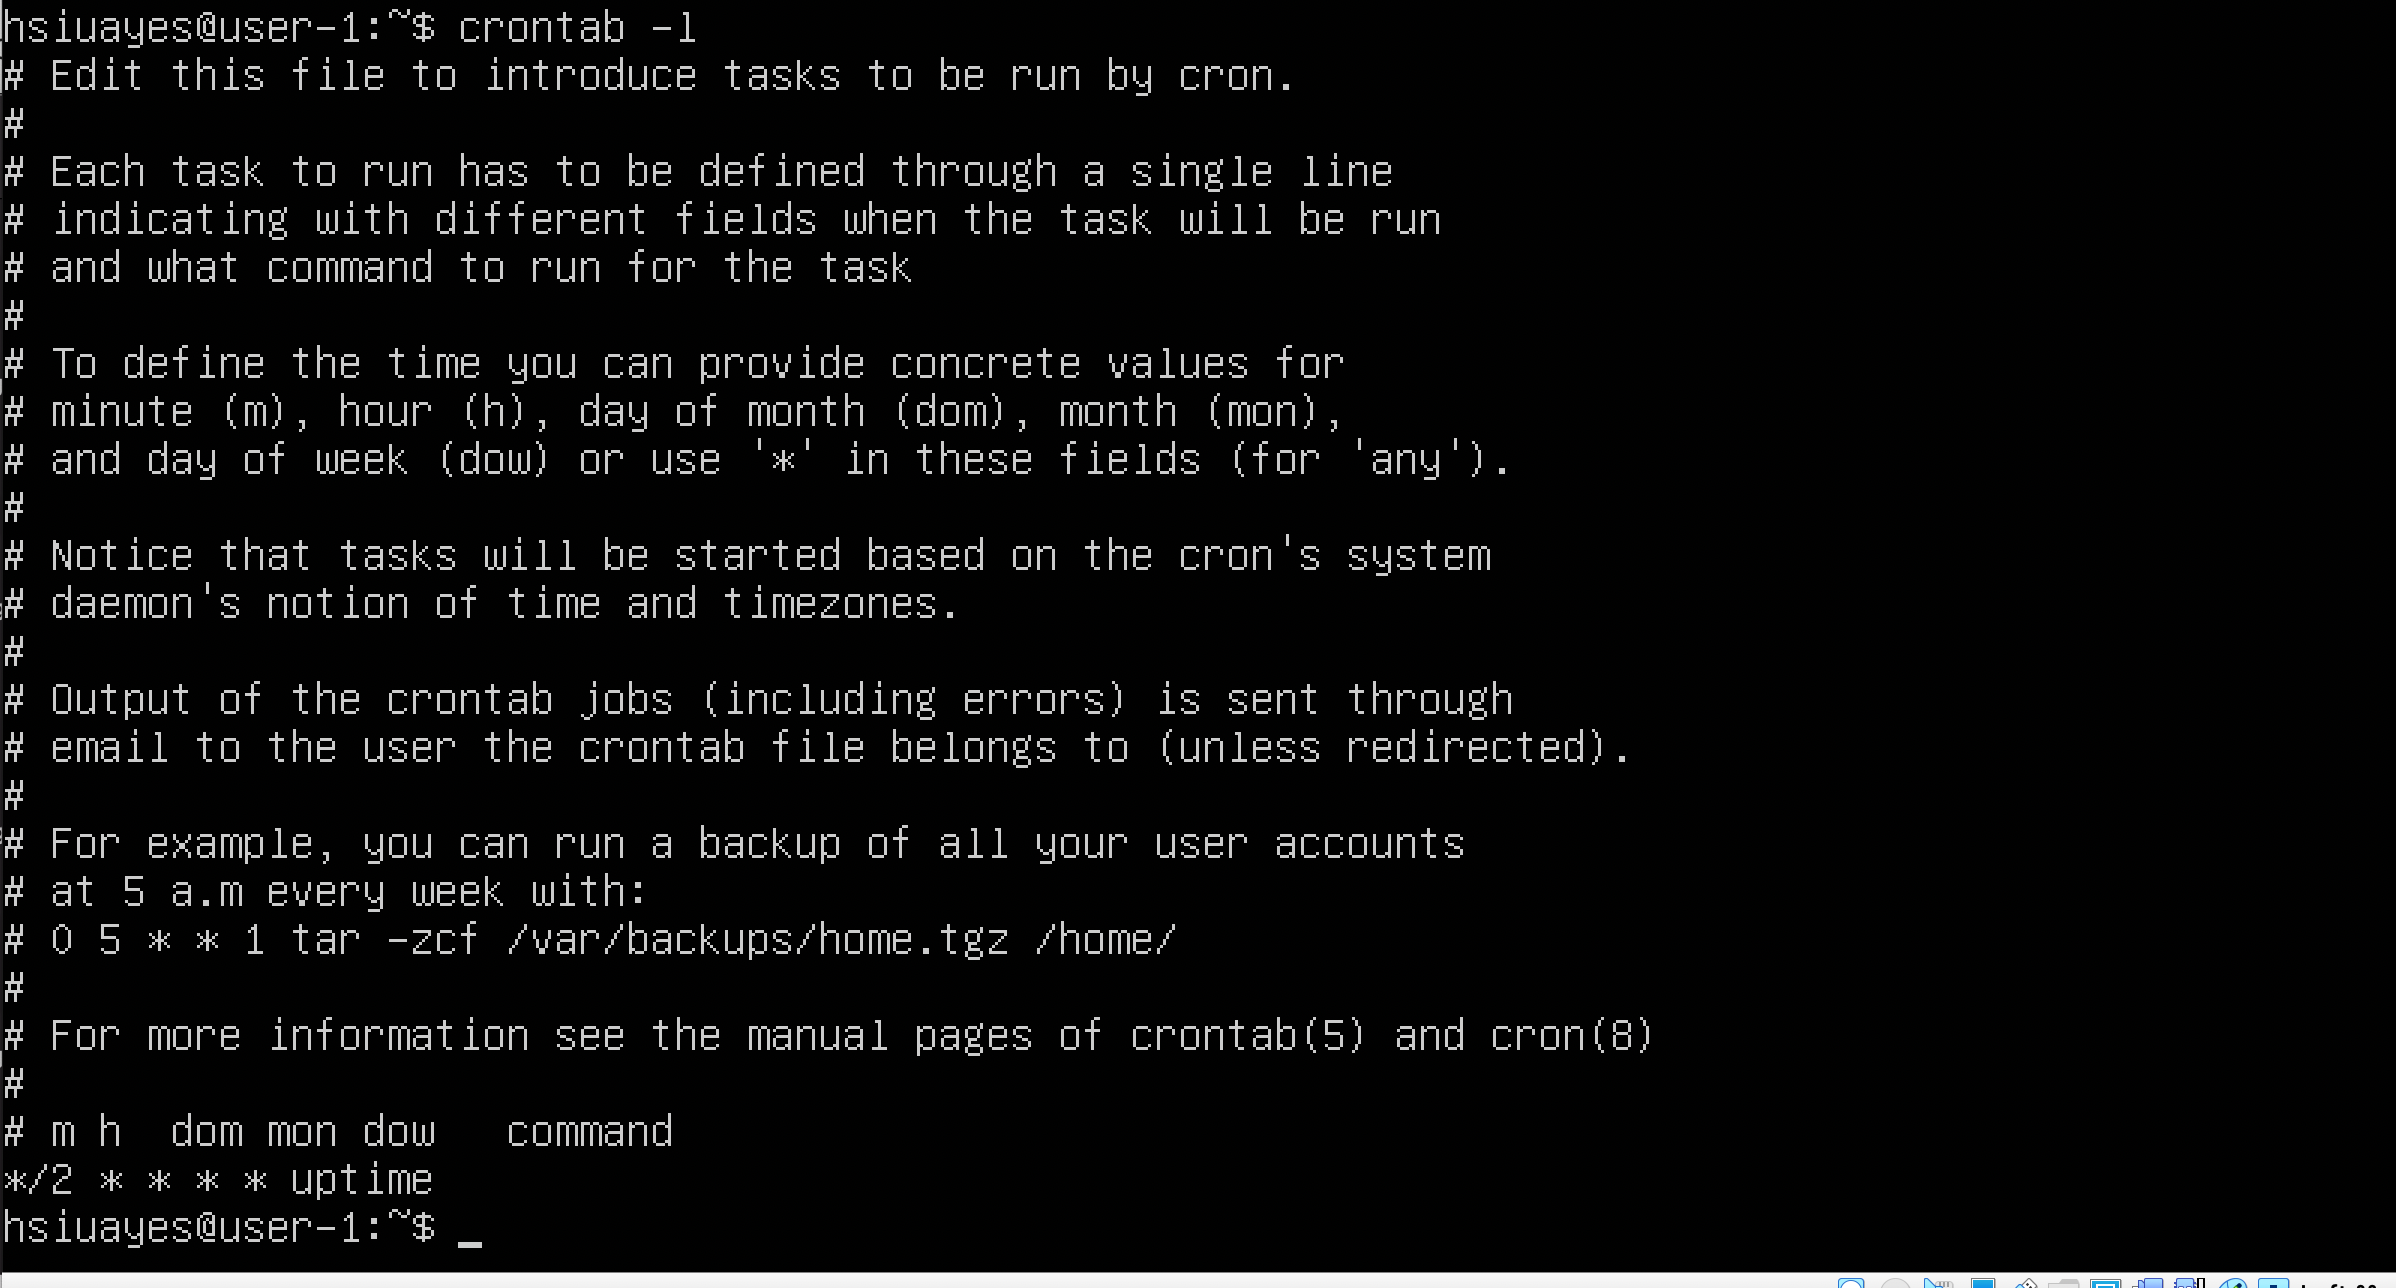 hsiuayes@user-1:~$ crontab -l
# Edit this file to introduce tasks to be run by cron.
#
# Each task to run has to be defined through a single line
# indicating with different fields when the task will be run
# and what command to run for the task
#
# To define the time you can provide concrete values for
# minute (m), hour (h), day of month (dom), month (mon),
# and day of week (dow) or use '*' in these fields (for 'any').
#
# Notice that tasks will be started based on the cron's system
# daemon's notion of time and timezones.
#
# Output of the crontab jobs (including errors) is sent through
# email to the user the crontab file belongs to (unless redirected).
#
# For example, you can run a backup of all your user accounts
# at 5 a.m every week with:
# 0 5 * * 1 tar -zcf /var/backups/home.tgz /home/
#
# For more information see the manual pages of crontab(5) and cron(8)
#
# m h  dom mon dow   command
*/2 * * * * uptime
hsiuayes@user-1:~$ _